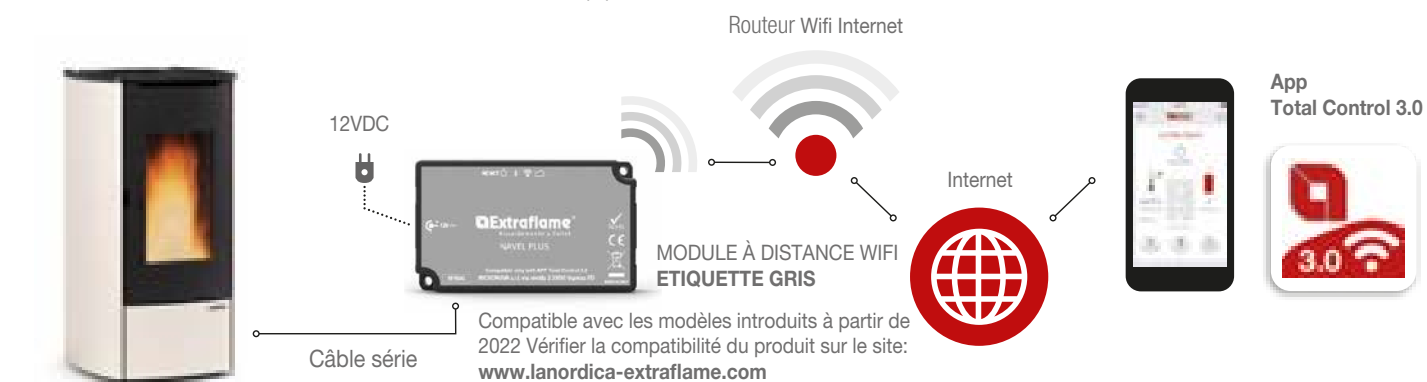 Routeur Wifi Internet
App
Total Control 3.0
12VDC
Extraflame
NAVEL PLUS
Internet
MODULE À DISTANCE WIFI
ETIQUETTE GRIS
3.0
Compatible avec les modèles introduits à partir de
2022 Vérifier la compatibilité du produit sur le site:
www.lanordica-extraflame.com
Câble série